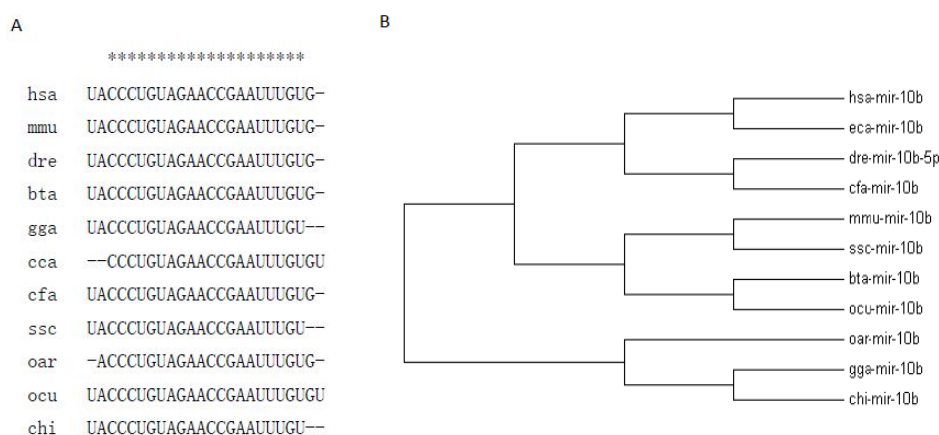 A
********************
hsa UACCCUGUAGAACCGAAUUUGUG-
mmu UACCCUGUAGAACCGAAUUUGUG-
dre UACCCUGUAGAACCGAAUUUGUG-
bta UACCCUGUAGAACCGAAUUUGUG-
gga UACCCUGUAGAACCGAAUUUGU--
cca --CCCUGUAGAACCGAAUUUGUGU
cfa UACCCUGUAGAACCGAAUUUGUG-
ssc UACCCUGUAGAACCGAAUUUGU--
oar -ACCCUGUAGAACCGAAUUUGUG-
ocu UACCCUGUAGAACCGAAUUUGUGU
chi UACCCUGUAGAACCGAAUUUGU--
B
hsa-mir-10b
eca-mir-10b
dre-mir-10b-5p
cfa-mir-10b
mmu-mir-10b
ssc-mir-10b
bta-mir-10b
ocu-mir-10b
oar-mir-10b
gga-mir-10b
chi-mir-10b